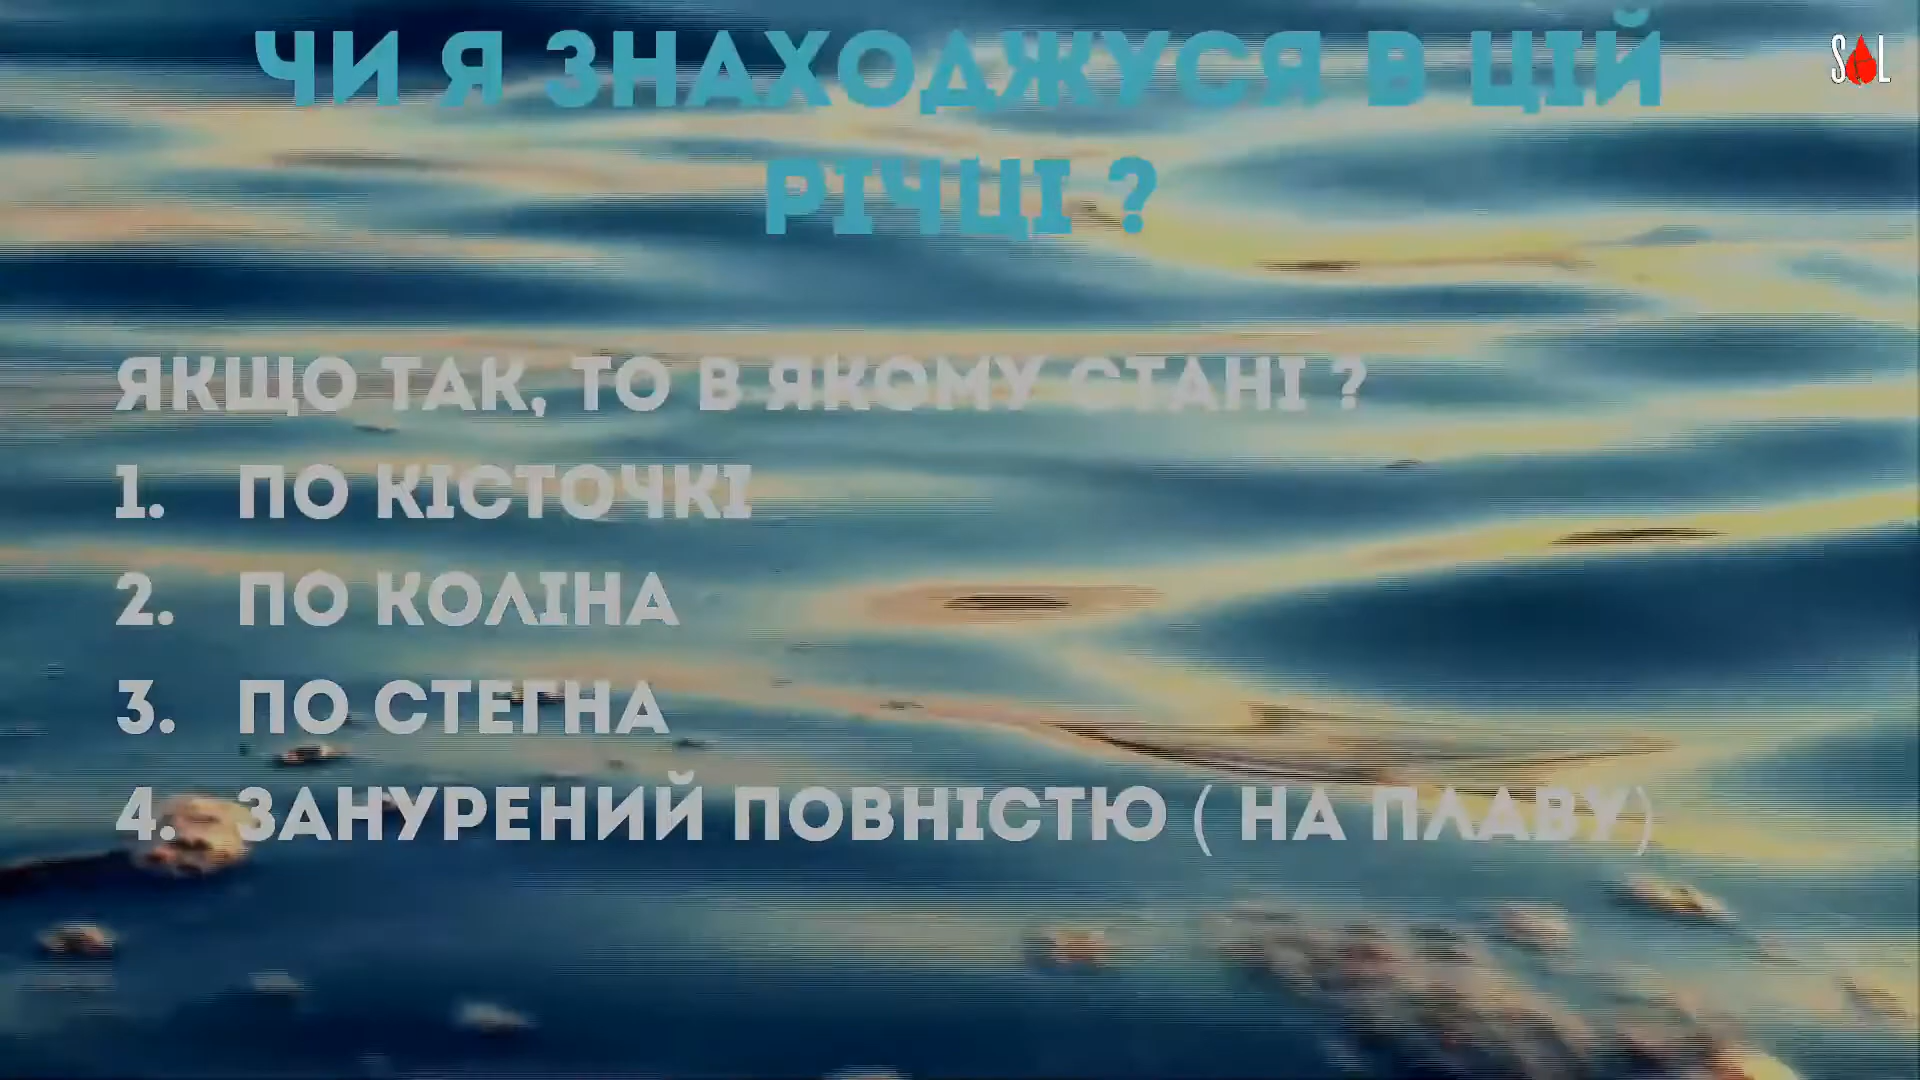 ЧИ Я ЗНАХОДЖУСЯ В ЦІЙ
РІЧЦІ ?
ЯКЩО ТАК, ТО В ЯКОМУ СТАНІ ?
1. ПО КІСТОЧКІ
2. ПО КОЛІНА
3. ПО СТЕГНА
4. ЗАНУРЕНИЙ ПОВНІСТЮ ( НА ПЛАВУ)
SOL